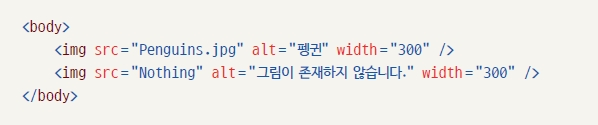 <body>
<img src="Penguins.jpg" alt="펭귄" width="300" />
<img src="Nothing" alt="그림이 존재하지 않습니다." width="300" />
</body>